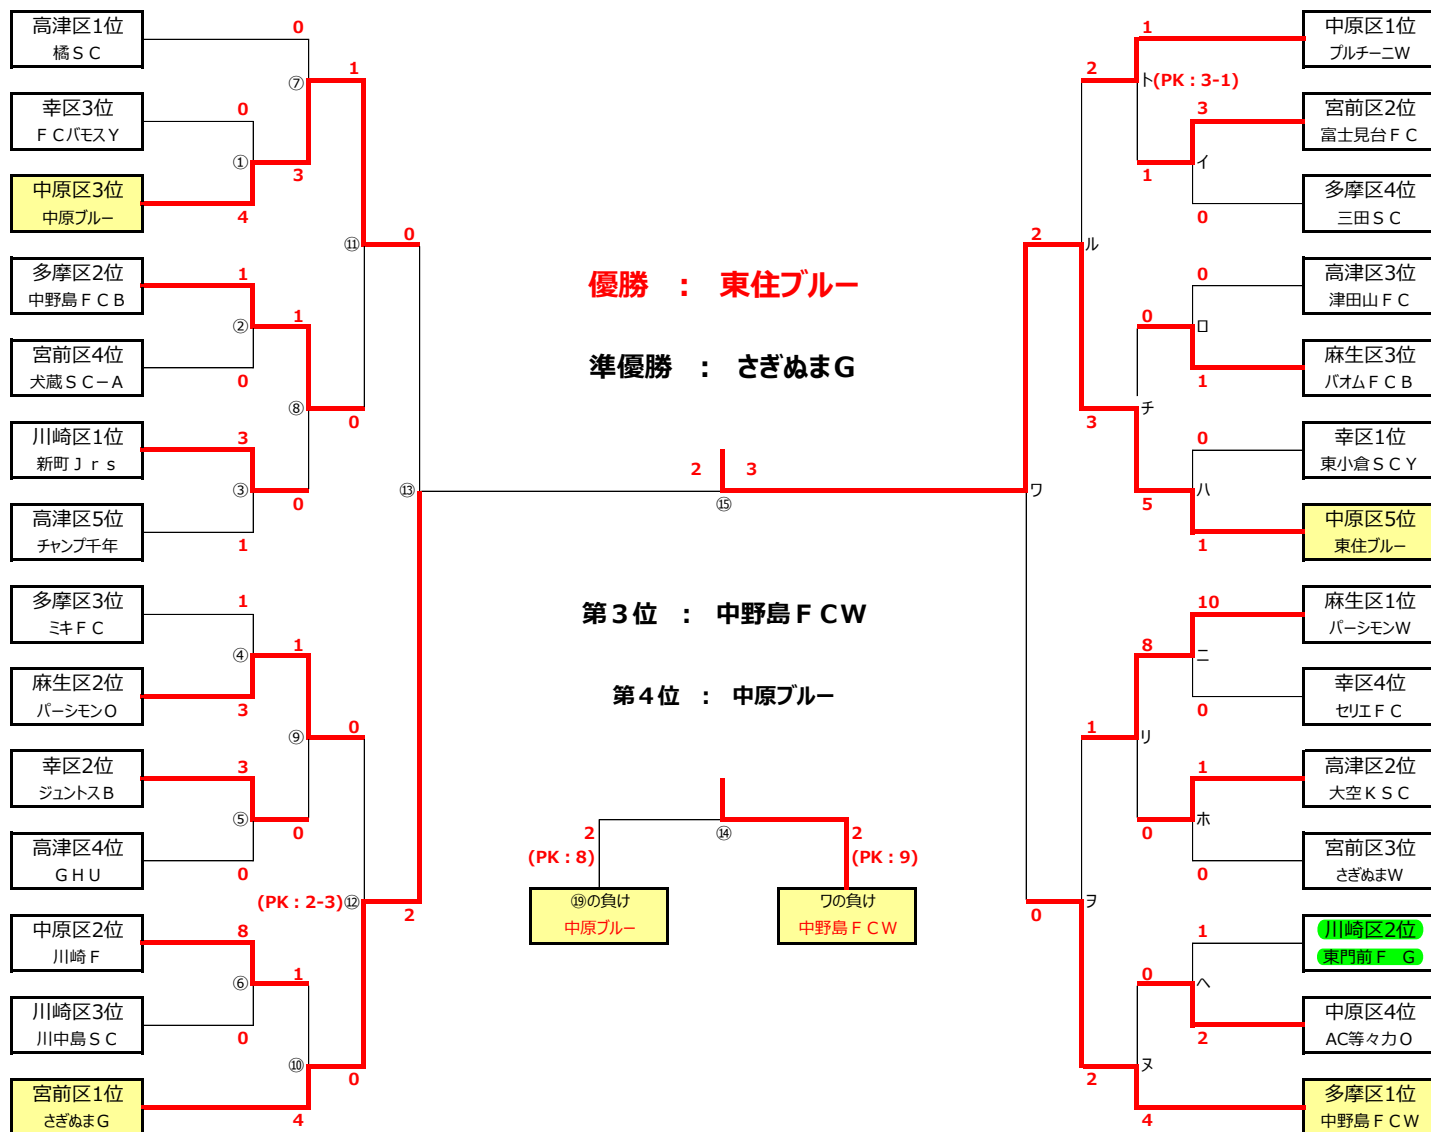 高津区1位
橘ＳＣ
0
⑦
1
幸区3位
ＦＣバモスＹ
0
①
3
中原区3位
中原ブルー
4
⑪
0
多摩区2位
中野島ＦＣＢ
1
②
1
宮前区4位
犬蔵ＳＣ－Ａ
0
⑧
0
川崎区1位
新町Ｊｒｓ
3
③
0
高津区5位
チャンプ千年
1
⑬
多摩区3位
ミキＦＣ
1
④
1
麻生区2位
パーシモンＯ
3
⑨
0
幸区2位
ジュントスＢ
3
⑤
0
高津区4位
ＧＨＵ
0
(PK：2-3)⑫
2
中原区2位
川崎Ｆ
8
⑥
1
川崎区3位
川中島ＳＣ
0
⑩
0
宮前区1位
さぎぬまＧ
4
優勝　：　東住ブルー
準優勝　：　さぎぬまＧ
2　3
⑮
第３位　：　中野島ＦＣＷ
第４位　：　中原ブルー
2
(PK：8)
⑭
2
(PK：9)
⑲の負け
中原ブルー
ワの負け
中野島ＦＣＷ
中原区1位
プルチーニＷ
1
2
ト(PK：3-1)
宮前区2位
富士見台ＦＣ
3
イ
1
多摩区4位
三田ＳＣ
0
2
ル
高津区3位
津田山ＦＣ
0
0
ロ
麻生区3位
バオムＦＣＢ
1
チ
3
幸区1位
東小倉ＳＣＹ
0
ハ
5
中原区5位
東住ブルー
1
ワ
麻生区1位
パーシモンＷ
10
8
ニ
幸区4位
セリエＦＣ
0
1
リ
高津区2位
大空ＫＳＣ
1
ホ
0
宮前区3位
さぎぬまＷ
0
ヲ
0
川崎区2位
東門前Ｆ　Ｇ
1
0
ヘ
中原区4位
AC等々力Ｏ
2
ヌ
2
多摩区1位
中野島ＦＣＷ
4